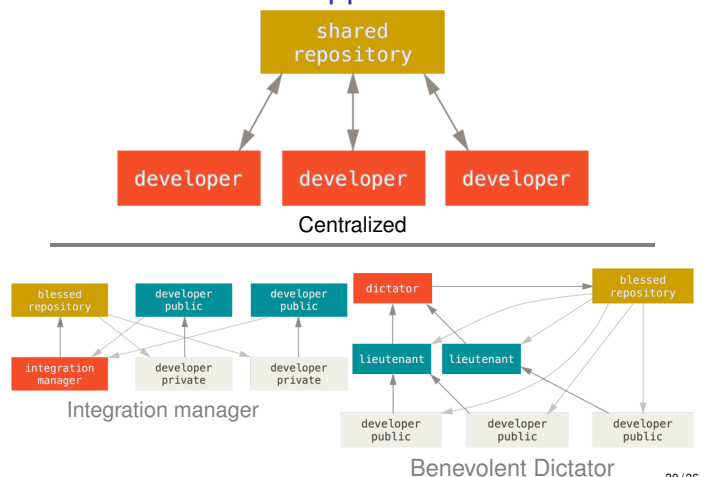 shared
repository
developer
developer
developer
Centralized
blessed
repository
developer
public
developer
public
integration
manager
developer
private
developer
private
Integration manager
dictator
blessed
repository
lieutenant
lieutenant
developer
public
developer
public
developer
public
Benevolent Dictator